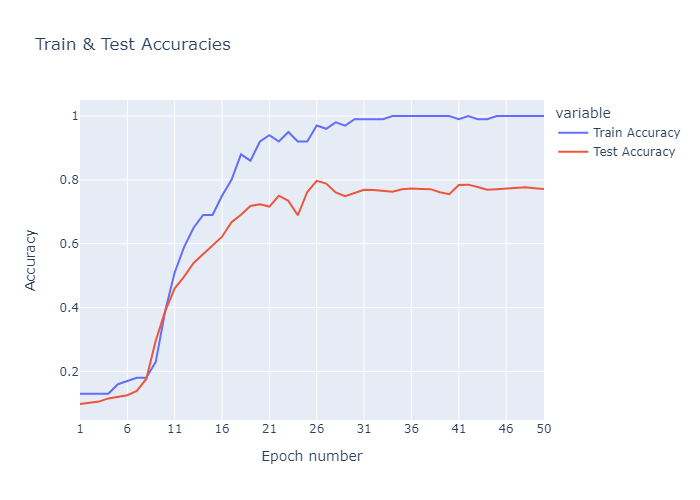 Train & Test Accuracies
variable
Train Accuracy
Test Accuracy
Accuracy
1
0.8
0.6
0.4
0.2
1 6 11 16 21 26 31 36 41 46 50
Epoch number